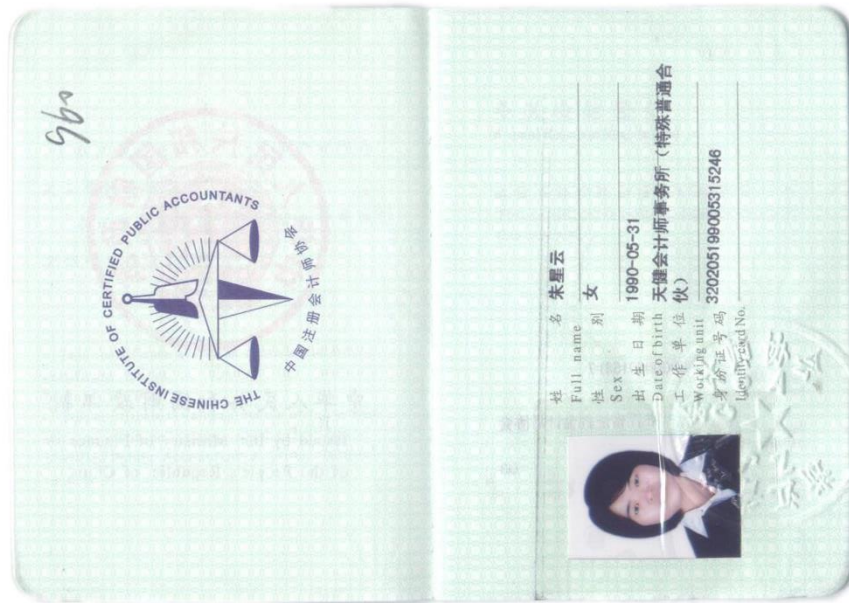 THE CHINESE INSTITUTE OF CERTIFIED PUBLIC ACCOUNTANTS
中国注册会计师协会
姓名 朱星云
Full name
性别 女
Sex
出生日期 1990-05-31
Date of birth
工作单位 天健会计师事务所（特殊普通合
伙）
Working unit
身份证号码 320205199005315246
Identity card No.